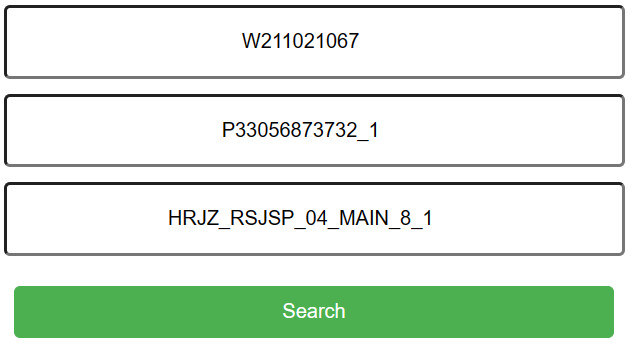 W211021067
P33056873732_1
HRJZ_RSJSP_04_MAIN_8_1
Search